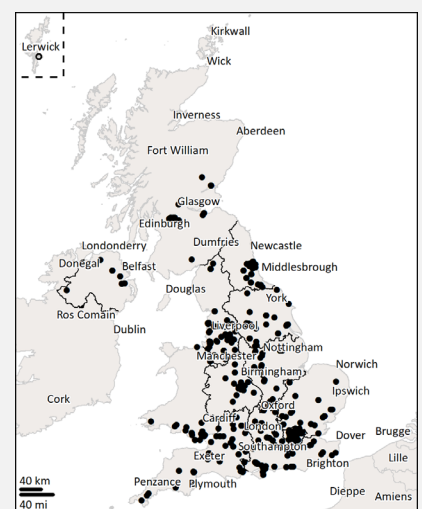 Kirkwall
Lerwick
Wick
Inverness
Aberdeen
Fort William
Glasgow
Edinburgh
Dumfries
Newcastle
Londonderry
Donegal
Belfast
Middlesbrough
Douglas
York
Ros Comain
Liverpool
Dublin
Nottingham
Manchester
Norwich
Birmingham
Ipswich
Cork
Oxford
Cardiff
London
Brugge
Dover
Southampton
Exeter
Lille
Brighton
Penzance
Plymouth
40 km
Dieppe
Amiens
40 mi